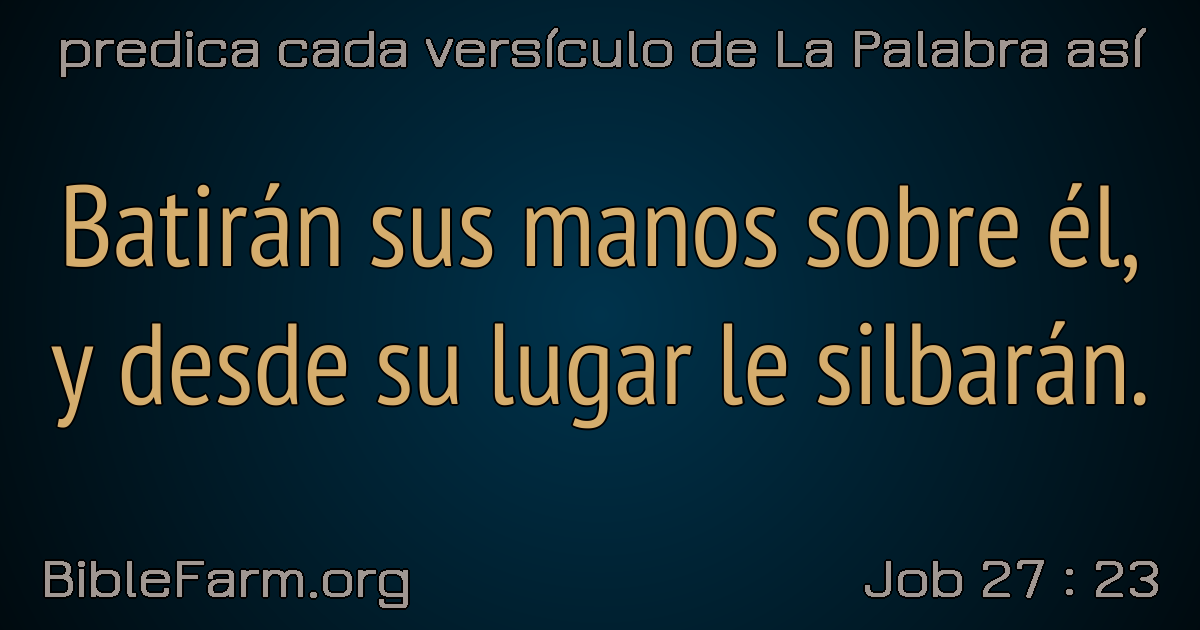 predica cada versículo de La Palabra así
Batirán sus manos sobre él,
y desde su lugar le silbarán.
BibleFarm.org
Job 27 : 23